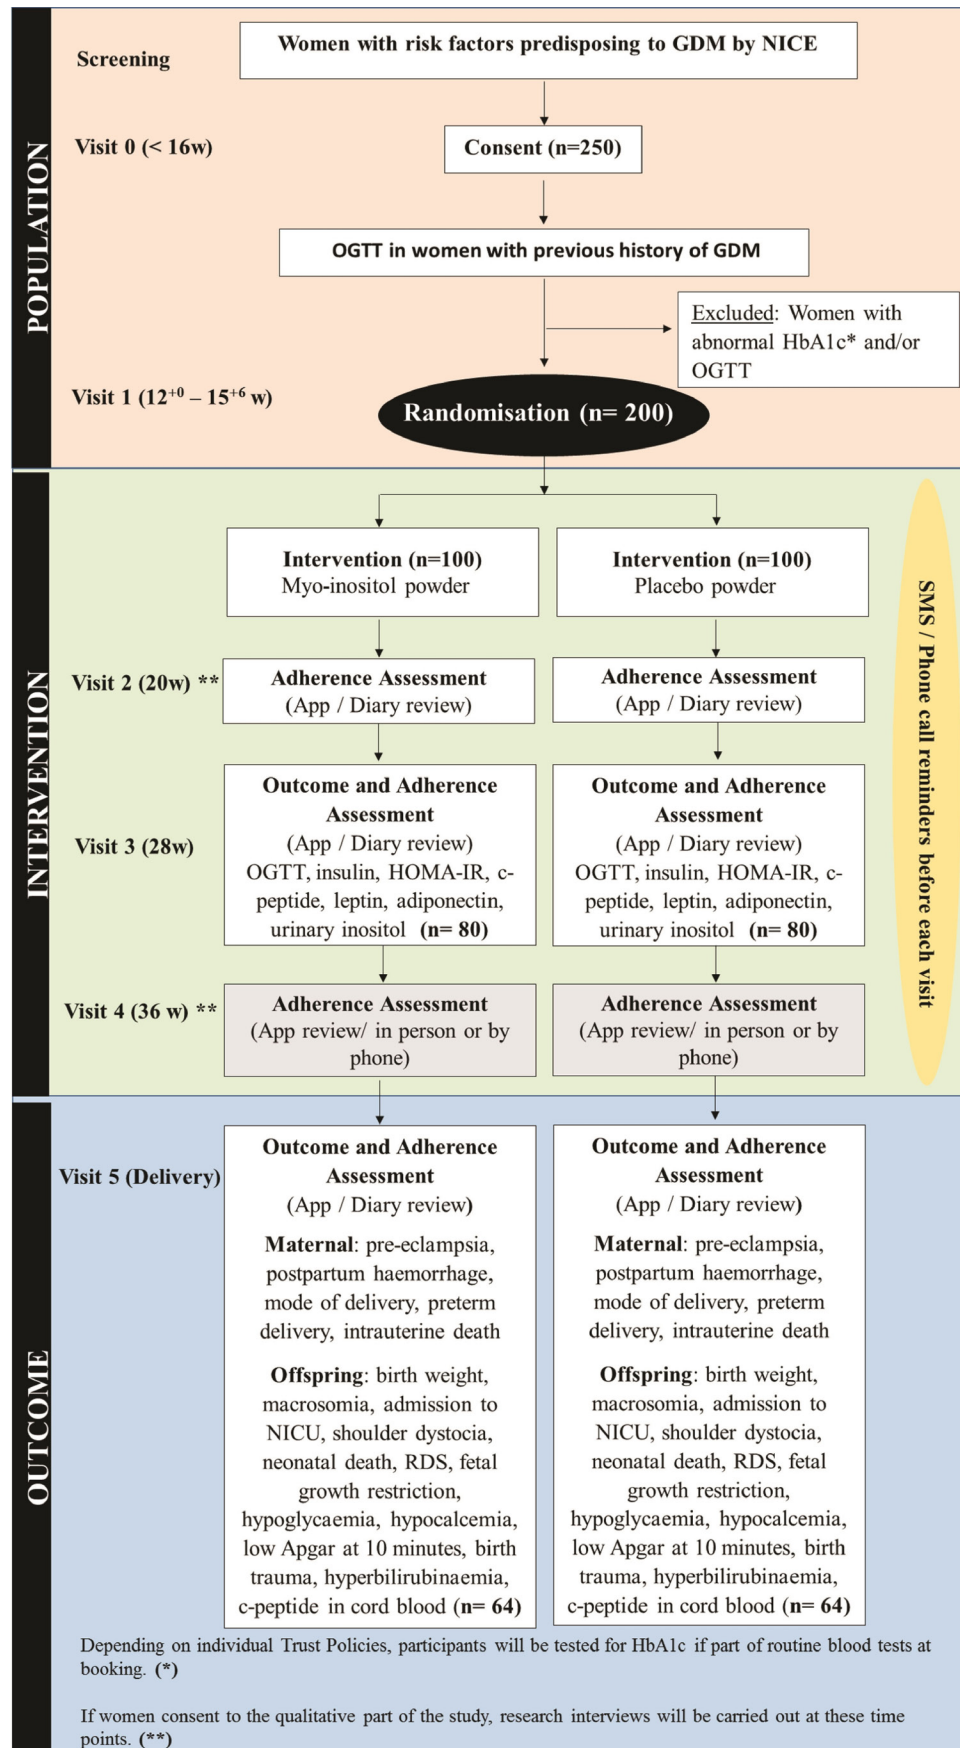 POPULATION
Screening
Women with risk factors predisposing to GDM by NICE
Visit 0 (< 16w)
Consent (n=250)
OGTT in women with previous history of GDM
Excluded: Women with
abnormal HbA1c* and/or
OGTT
Visit 1 (12+0 – 15+6 w)
Randomisation (n= 200)
INTERVENTION
Intervention (n=100)
Myo-inositol powder
Intervention (n=100)
Placebo powder
SMS / Phone call reminders before each visit
Visit 2 (20w) **
Adherence Assessment
(App / Diary review)
Adherence Assessment
(App / Diary review)
Visit 3 (28w)
Outcome and Adherence
Assessment
(App / Diary review)
OGTT, insulin, HOMA-IR, c-
peptide, leptin, adiponectin,
urinary inositol (n= 80)
Outcome and Adherence
Assessment
(App / Diary review)
OGTT, insulin, HOMA-IR, c-
peptide, leptin, adiponectin,
urinary inositol (n= 80)
Visit 4 (36 w) **
Adherence Assessment
(App review/ in person or by
phone)
Adherence Assessment
(App review/ in person or by
phone)
OUTCOME
Visit 5 (Delivery)
Outcome and Adherence
Assessment
(App / Diary review)
Maternal: pre-eclampsia,
postpartum haemorrhage,
mode of delivery, preterm
delivery, intrauterine death
Offspring: birth weight,
macrosomia, admission to
NICU, shoulder dystocia,
neonatal death, RDS, fetal
growth restriction,
hypoglycaemia, hypocalcemia,
low Apgar at 10 minutes, birth
trauma, hyperbilirubinaemia,
c-peptide in cord blood (n= 64)
Outcome and Adherence
Assessment
(App / Diary review)
Maternal: pre-eclampsia,
postpartum haemorrhage,
mode of delivery, preterm
delivery, intrauterine death
Offspring: birth weight,
macrosomia, admission to
NICU, shoulder dystocia,
neonatal death, RDS, fetal
growth restriction,
hypoglycaemia, hypocalcemia,
low Apgar at 10 minutes, birth
trauma, hyperbilirubinaemia,
c-peptide in cord blood (n= 64)
Depending on individual Trust Policies, participants will be tested for HbA1c if part of routine blood tests at
booking. (*)
If women consent to the qualitative part of the study, research interviews will be carried out at these time
points. (**)